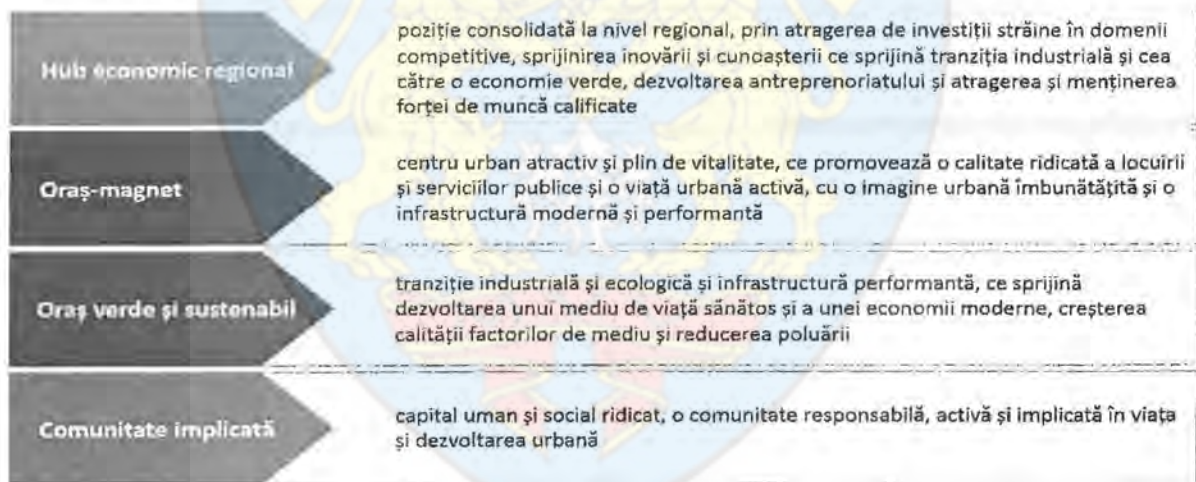 Hub economic regional
poziție consolidată la nivel regional, prin atragerea de investiții străine în domenii
competitive, sprijinirea inovării și cunoașterii ce sprijină tranziția industrială și cea
către o economie verde, dezvoltarea antreprenoriatului și atragerea și menținerea
forței de muncă calificate
Oraș-magnet
centru urban atractiv și plin de vitalitate, ce promovează o calitate ridicată a locuirii
și serviciilor publice și o viață urbană activă, cu o imagine urbană îmbunătățită și o
infrastructură modernă și performantă
Oraș verde și sustenabil
tranziție industrială și ecologică și infrastructură performantă, ce sprijină
dezvoltarea unui mediu de viață sănătos și a unei economii moderne, creșterea
calității factorilor de mediu și reducerea poluării
Comunitate implicată
capital uman și social ridicat, o comunitate responsabilă, activă și implicată în viața
și dezvoltarea urbană